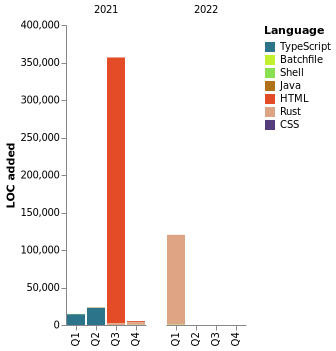 2021 2022
LOC added
400,000
350,000
300,000
250,000
200,000
150,000
100,000
50,000
0
Q1 Q2 Q3 Q4 Q1 Q2 Q3 Q4
Language
TypeScript
Batchfile
Shell
Java
HTML
Rust
CSS